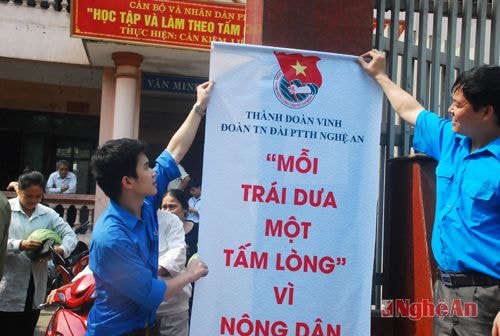 CÁN BỘ VÀ NHÂN DÂN
"HỌC TẬP VÀ LÀM THEO TẤM
THỰC HIỆN: CẦN KIỆM, LI
VĂN MINH
THÀNH ĐOÀN VINH
ĐOÀN TN ĐÀI PTTH NGHỆ AN
"MỖI
TRÁI DƯA
MỘT
TẤM LÒNG"
VÌ
NÔNG DÂN
NghệAn